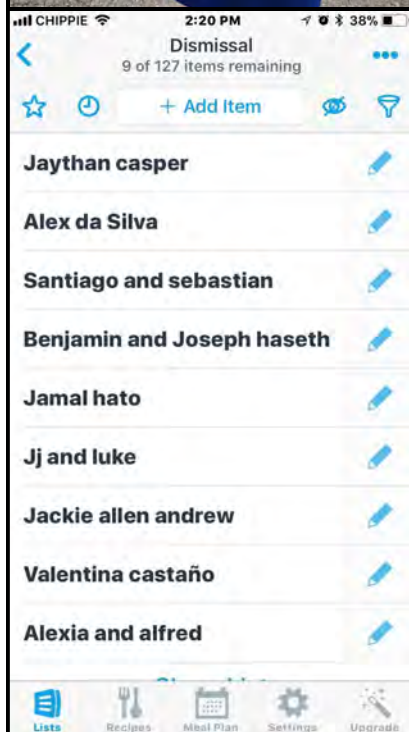 CHIPPIE 2:20 PM 38%
Dismissal
9 of 127 items remaining
+ Add Item
Jaythan casper
Alex da Silva
Santiago and sebastian
Benjamin and Joseph haseth
Jamal hato
Jj and luke
Jackie allen andrew
Valentina castaño
Alexia and alfred
Lists Recipes Meal Plan Settings Upgrade